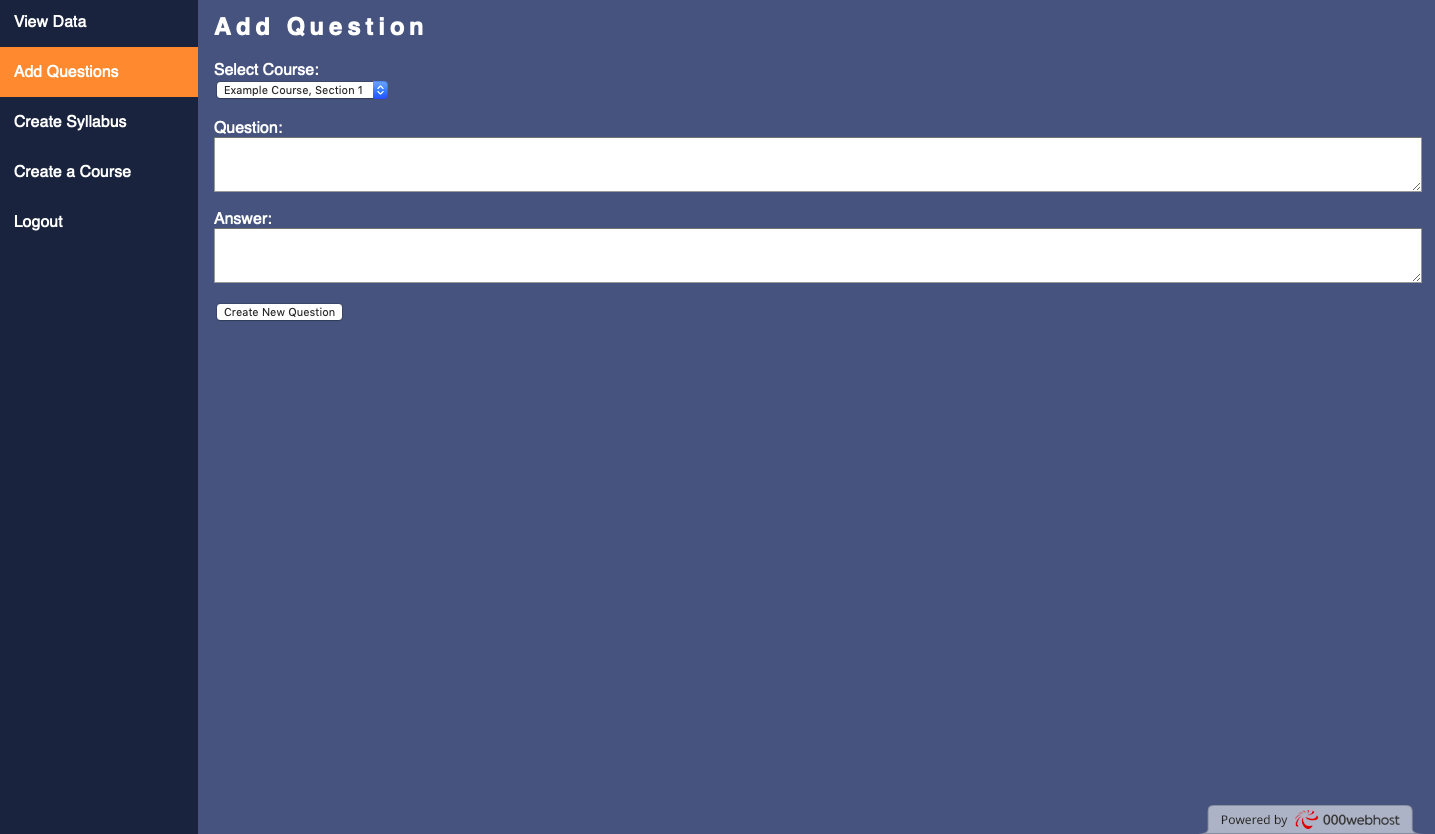 View Data
Add Questions
Create Syllabus
Create a Course
Logout
Add Question
Select Course:
Example Course, Section 1
Question:
Answer:
Create New Question
Powered by 000webhost